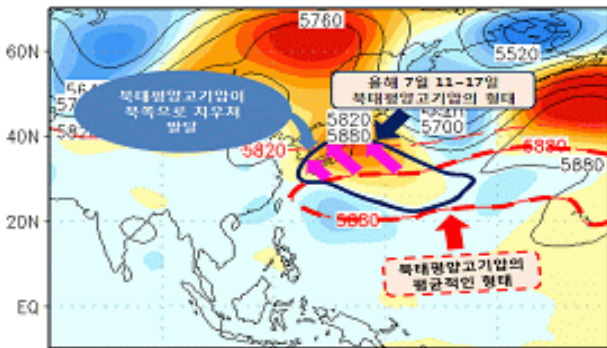 60N
40N
20N
EQ
5760
5520
북태평양고기압이
북쪽으로 치우쳐
발달
올해 7월 11-17일
북태평양고기압의 형태
5820
5880
5700
5820
5880
5880
5880
북태평양고기압의
평균적인 형태